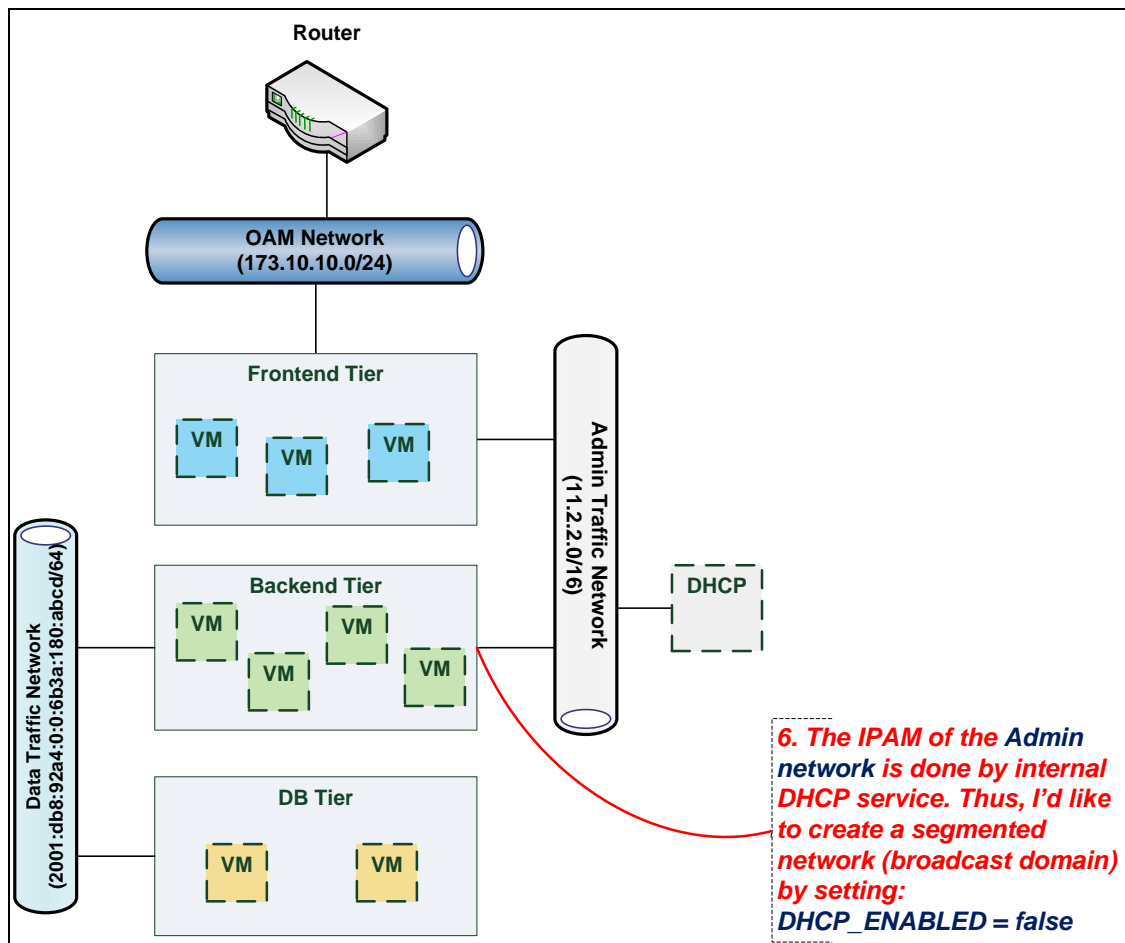 Router
OAM Network
(173.10.10.0/24)
Frontend Tier
VM
VM
VM
Admin Traffic Network
(11.2.2.0/16)
Data Traffic Network
(2001:db8:92a4:0:0:6b3a:180:abcd/64)
Backend Tier
VM
VM
VM
VM
DHCP
DB Tier
VM
VM
6. The IPAM of the Admin
network is done by internal
DHCP service. Thus, I’d like
to create a segmented
network (broadcast domain)
by setting:
DHCP_ENABLED = false